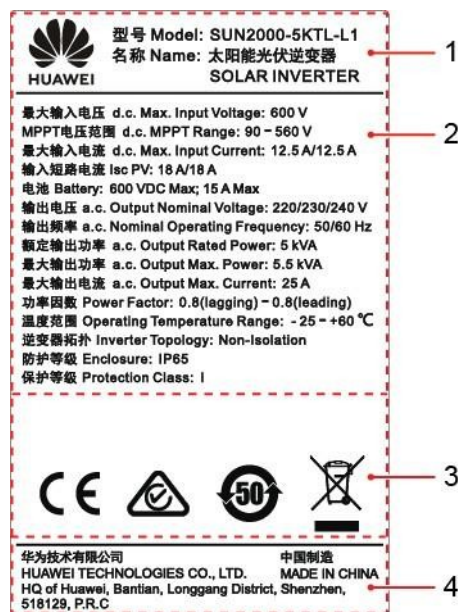 型号 Model: SUN2000-5KTL-L1
名称 Name: 太阳能光伏逆变器
SOLAR INVERTER
HUAWEI
1
最大输入电压 d.c. Max. Input Voltage: 600 V
MPPT电压范围 d.c. MPPT Range: 90 - 560 V
2
最大输入电流 d.c. Max. Input Current: 12.5 A/12.5 A
输入短路电流 Isc PV: 18 A/18 A
电池 Battery: 600 VDC Max; 15 A Max
输出电压 a.c. Output Nominal Voltage: 220/230/240 V
输出频率 a.c. Nominal Operating Frequency: 50/60 Hz
额定输出功率 a.c. Output Rated Power: 5 kVA
最大输出功率 a.c. Output Max. Power: 5.5 kVA
最大输出电流 a.c. Output Max. Current: 25 A
功率因数 Power Factor: 0.8(lagging) - 0.8(leading)
温度范围 Operating Temperature Range: - 25 - +60 ℃
逆变器拓扑 Inverter Topology: Non-Isolation
防护等级 Enclosure: IP65
保护等级 Protection Class: I
CE
50
3
华为技术有限公司 中国制造
HUAWEI TECHNOLOGIES CO., LTD. MADE IN CHINA
HQ of Huawei, Bantian, Longgang District, Shenzhen,
518129, P.R.C
4